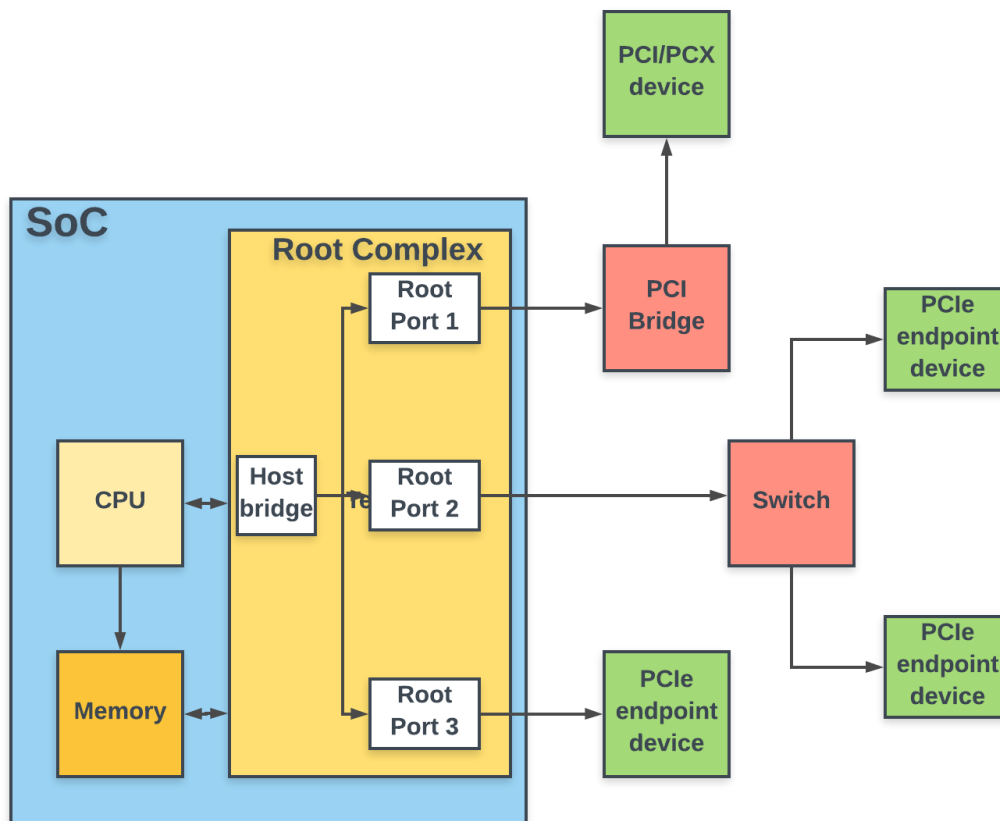 PCI/PCX
device
SoC
Root Complex
Root
Port 1
PCI
Bridge
PCIe
endpoint
device
CPU
Host
bridge
Root
Port 2
Switch
Memory
Root
Port 3
PCIe
endpoint
device
PCIe
endpoint
device